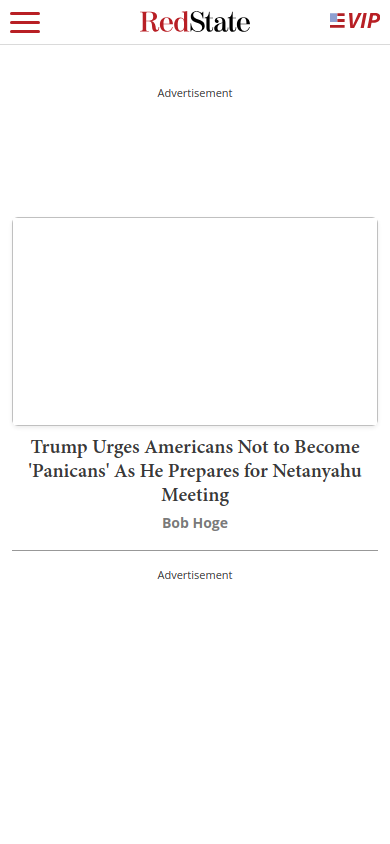 RedState
VIP
Advertisement
Trump Urges Americans Not to Become
'Panicans' As He Prepares for Netanyahu
Meeting
Bob Hoge
Advertisement